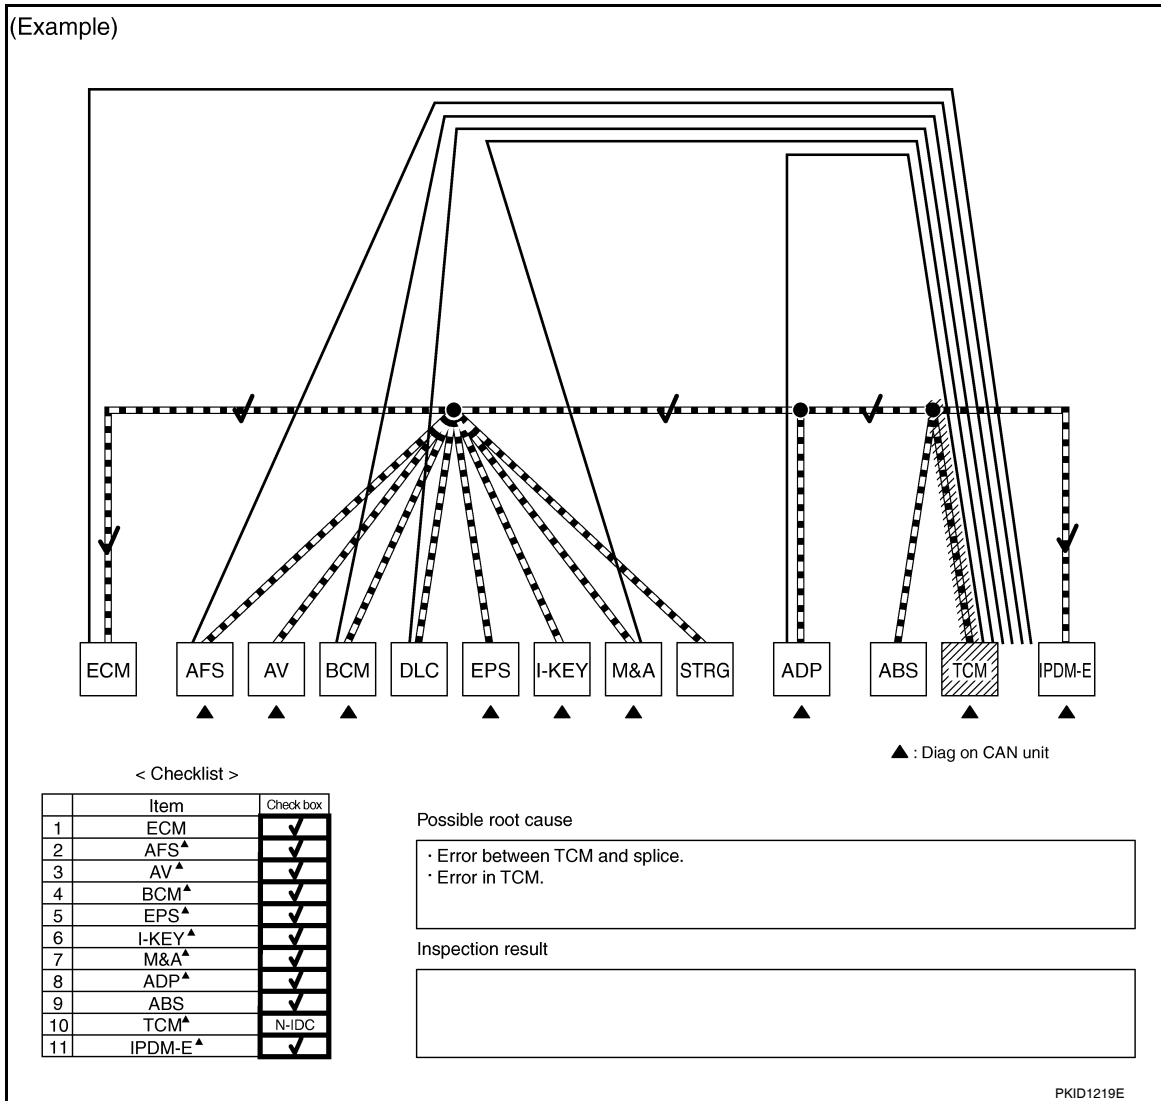 (Example)
ECM AFS AV BCM DLC EPS I-KEY M&A STRG ADP ABS TCM IPDM-E
▲ : Diag on CAN unit
< Checklist >
Item Check box
1 ECM ✓
2 AFS▲ ✓
3 AV▲ ✓
4 BCM▲ ✓
5 EPS▲ ✓
6 I-KEY▲ ✓
7 M&A▲ ✓
8 ADP▲ ✓
9 ABS ✓
10 TCM▲ N-IDC
11 IPDM-E▲ ✓
Possible root cause
· Error between TCM and splice.
· Error in TCM.
Inspection result
PKID1219E